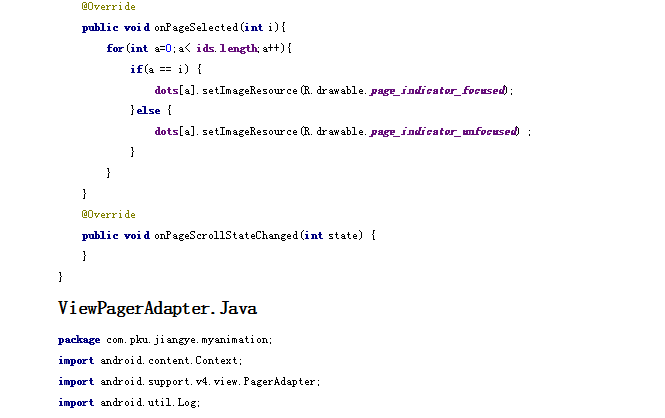 @Override
public void onPageSelected(int i){
for(int a=0;a< ids.length;a++){
if(a == i) {
dots[a].setImageResource(R.drawable.page_indicator_focused);
}else {
dots[a].setImageResource(R.drawable.page_indicator_unfocused) ;
}
}
}
@Override
public void onPageScrollStateChanged(int state) {
}
}
ViewPagerAdapter.Java
package com.pku.jiangye.myanimation;
import android.content.Context;
import android.support.v4.view.PagerAdapter;
import android.util.Log;